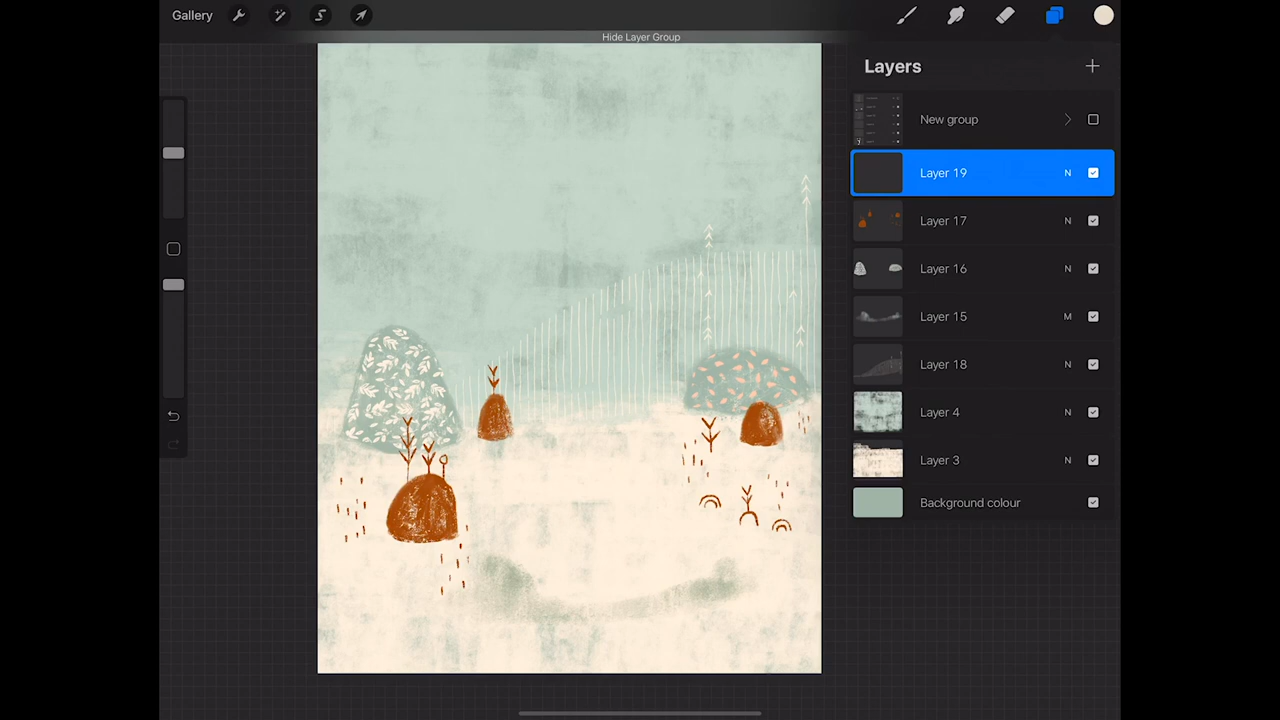 Gallery
Hide Layer Group
Layers
New group
Layer 19 N
Layer 17 N
Layer 16 N
Layer 15 M
Layer 18 N
Layer 4 N
Layer 3 N
Background colour